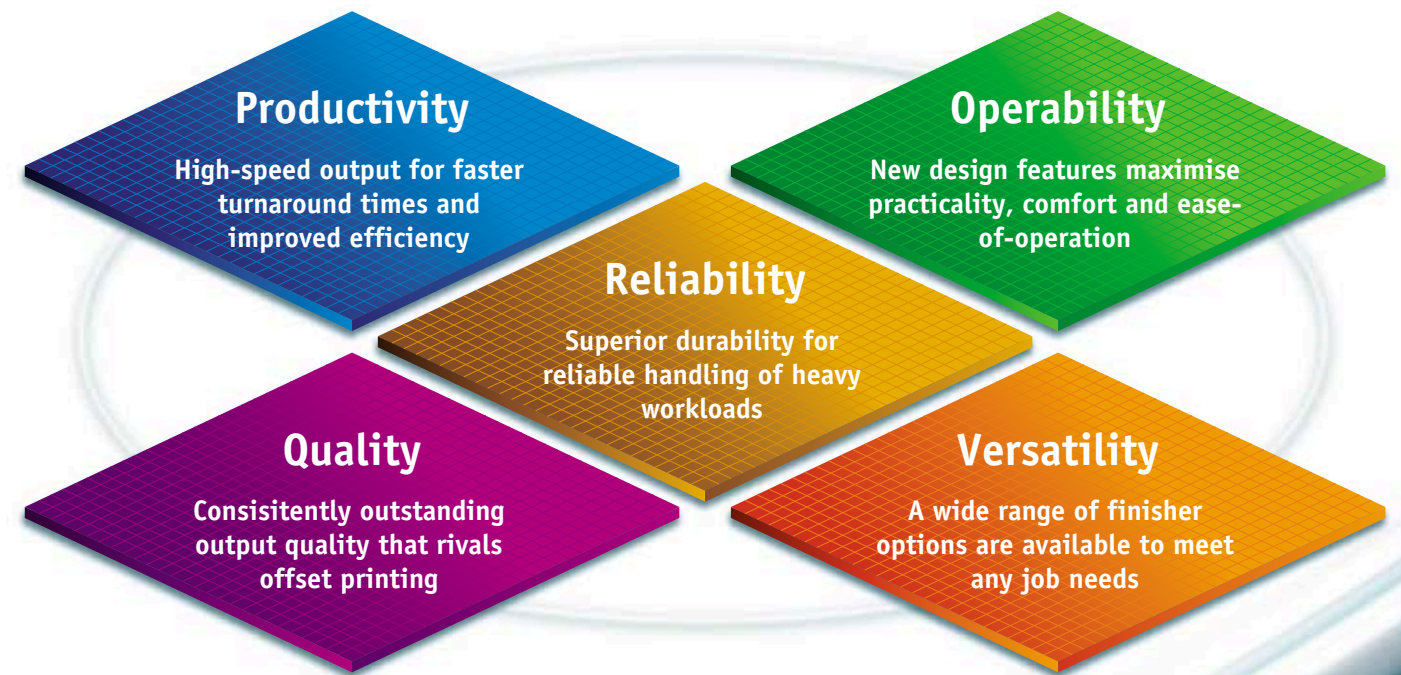 Productivity
High-speed output for faster
turnaround times and
improved efficiency
Operability
New design features maximise
practicality, comfort and ease-
of-operation
Reliability
Superior durability for
reliable handling of heavy
workloads
Quality
Consisitently outstanding
output quality that rivals
offset printing
Versatility
A wide range of finisher
options are available to meet
any job needs